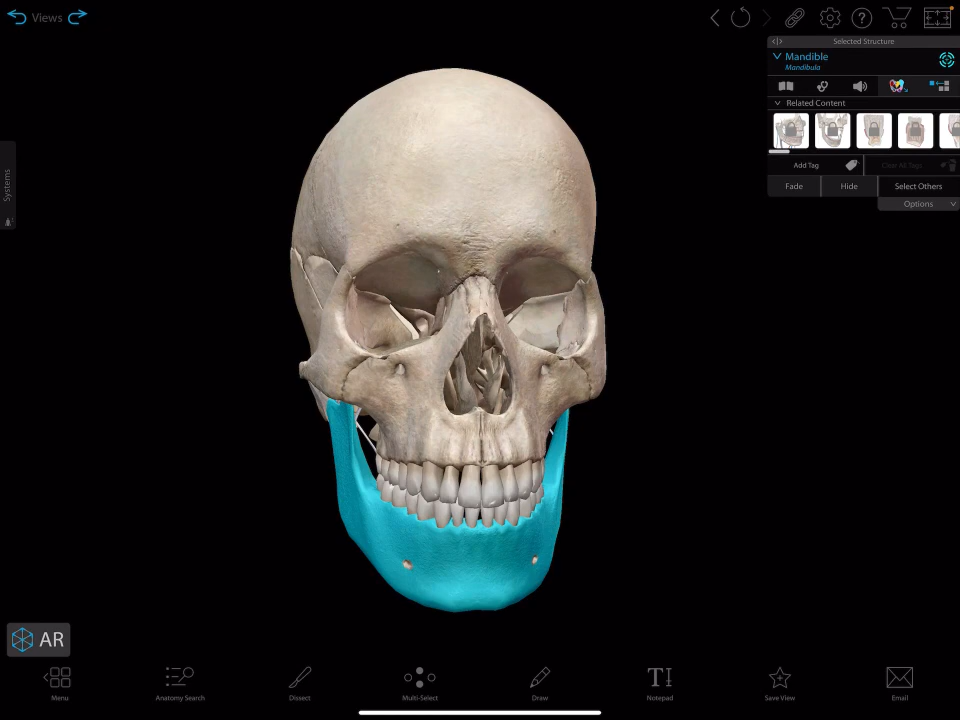 Views
Selected Structure
Mandible
Mandibula
Related Content
Add Tag
Clear All Tags
Fade
Hide
Select Others
Options
Systems
AR
Menu
Anatomy Search
Dissect
Multi-Select
Draw
Notepad
Save View
Email